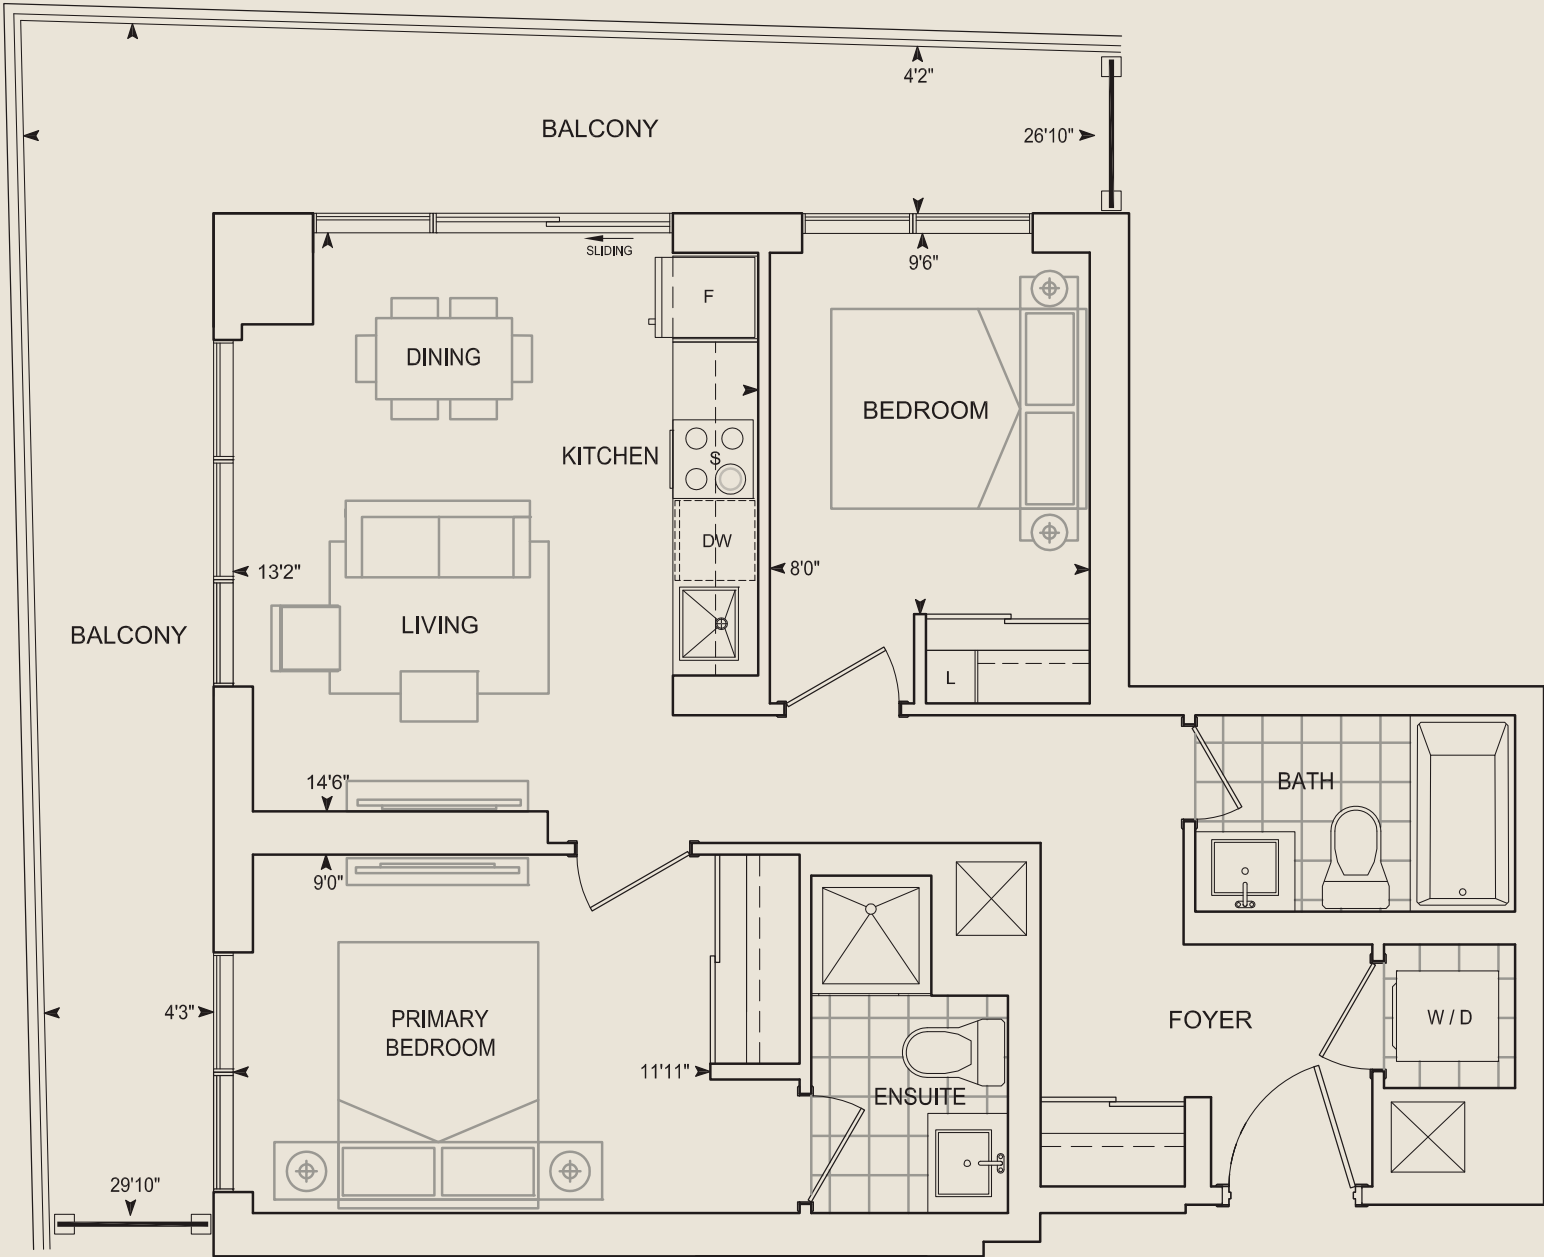 4'2"
BALCONY
26'10"
SLIDING
9'6"
F
DINING
BEDROOM
KITCHEN
S
DW
13'2"
8'0"
LIVING
BALCONY
L
14'6"
BATH
9'0"
4'3"
PRIMARY
BEDROOM
FOYER
W / D
11'11"
ENSUITE
29'10"